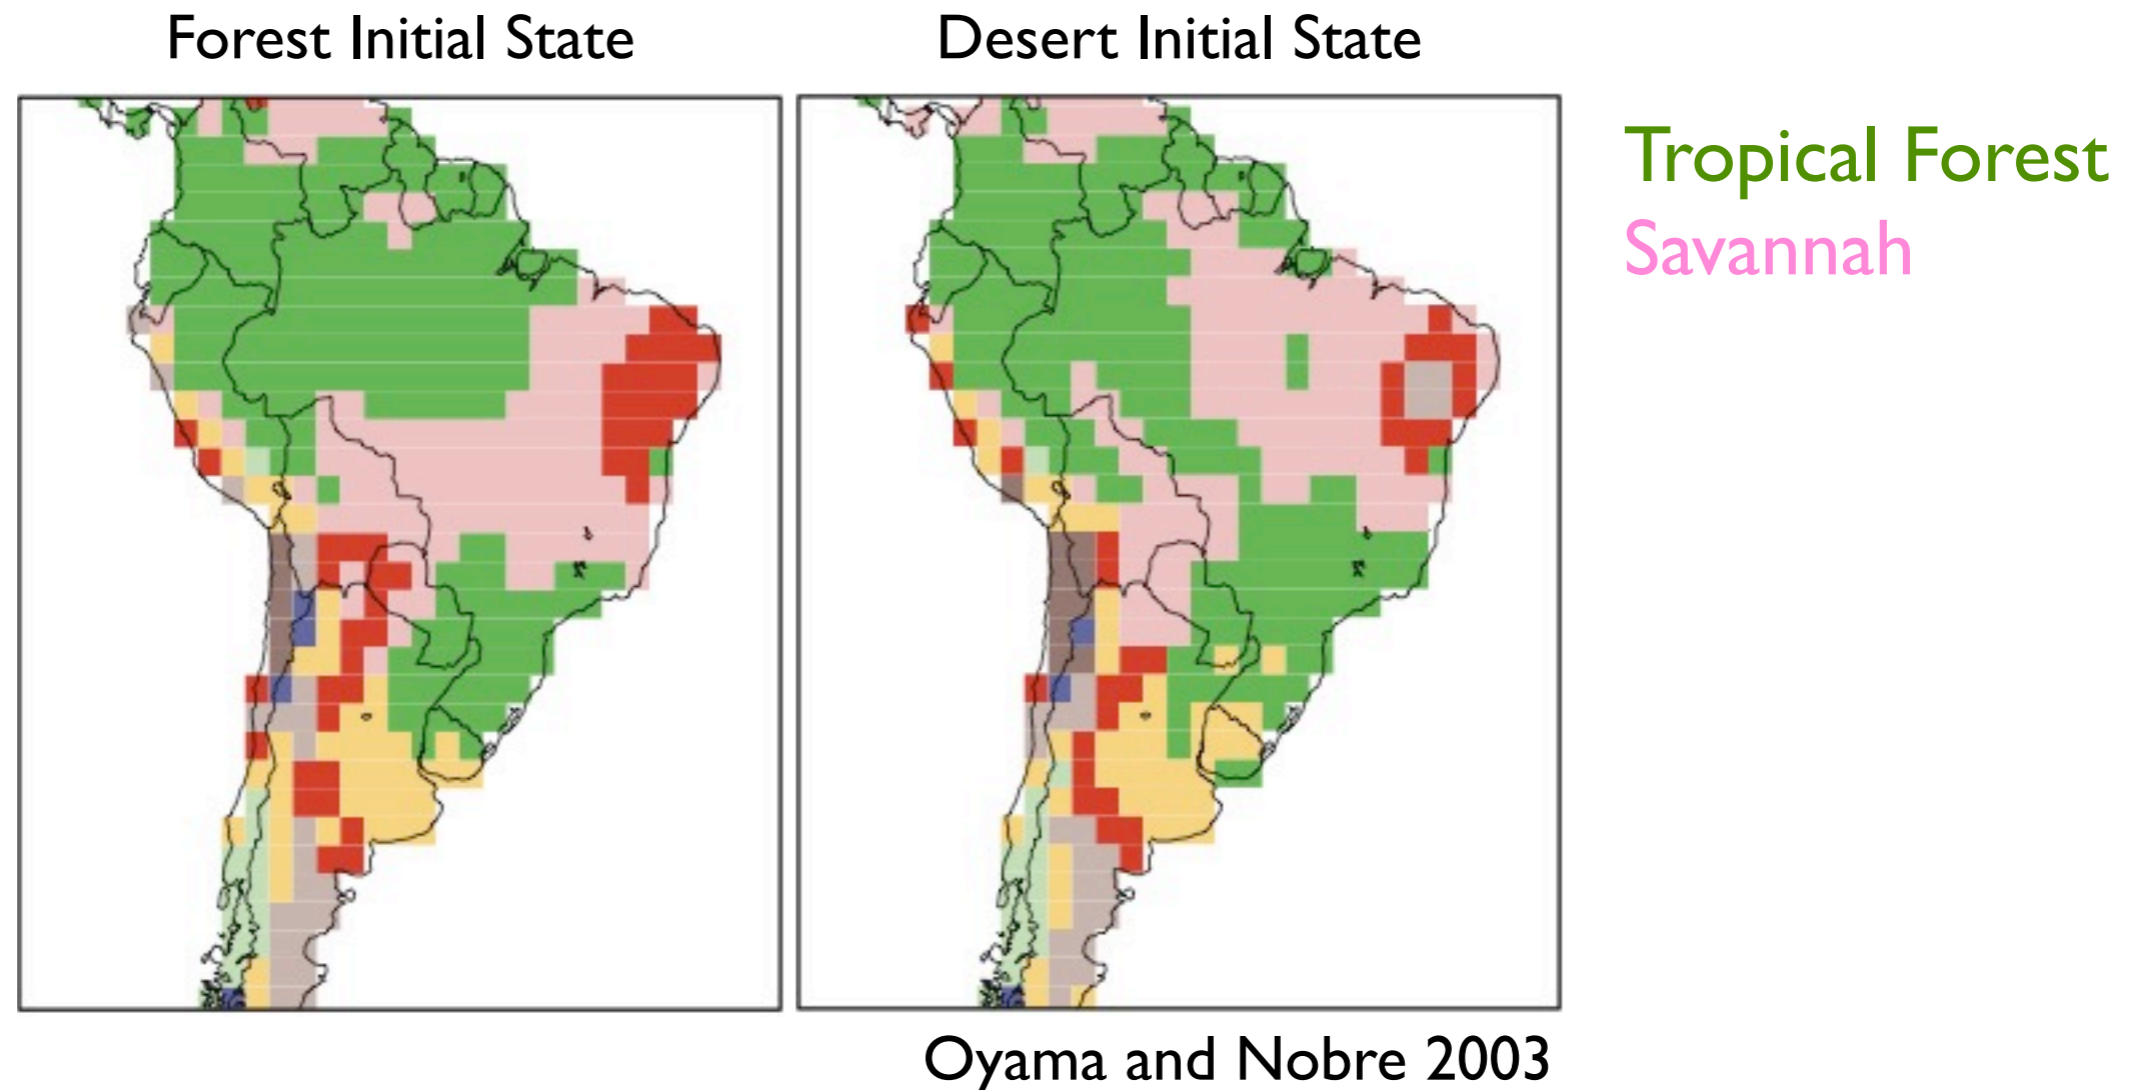 Forest Initial State
Desert Initial State
Tropical Forest
Savannah
Oyama and Nobre 2003